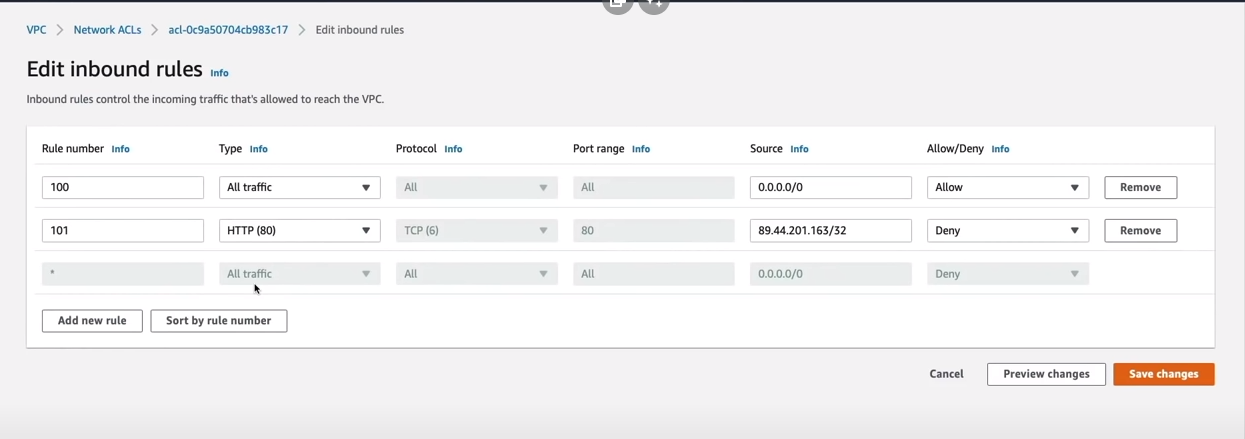 VPC > Network ACLs > acl-0c9a50704cb983c17 > Edit inbound rules
Edit inbound rules Info
Inbound rules control the incoming traffic that's allowed to reach the VPC.
Rule number Info Type Info Protocol Info Port range Info Source Info Allow/Deny Info
100 All traffic All All 0.0.0.0/0 Allow Remove
101 HTTP (80) TCP (6) 80 89.44.201.163/32 Deny Remove
* All traffic All All 0.0.0.0/0 Deny
Add new rule Sort by rule number
Cancel Preview changes Save changes